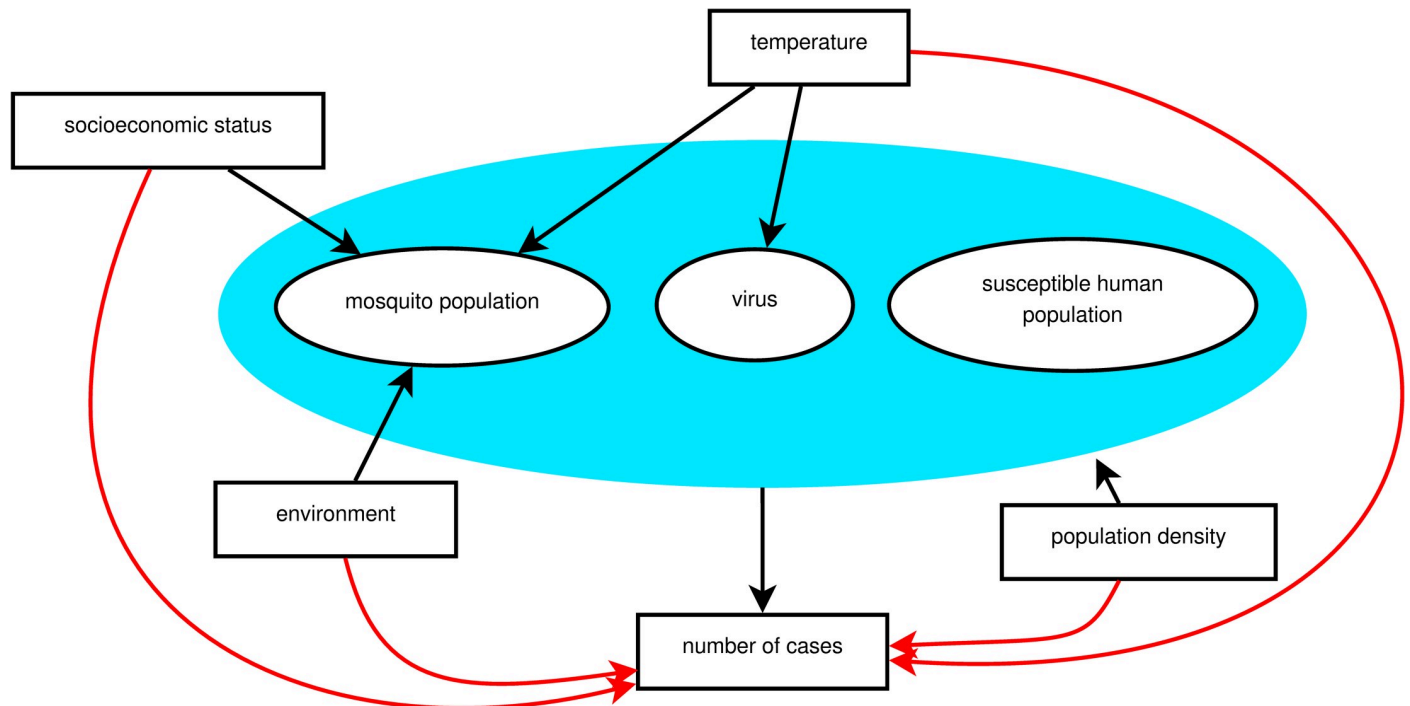 temperature
socioeconomic status
mosquito population
virus
susceptible human
population
environment
population density
number of cases